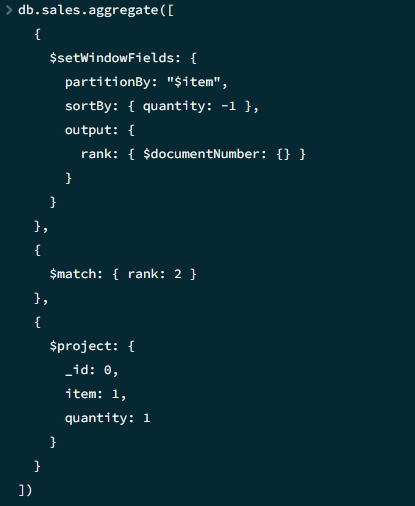 db.sales.aggregate([
  {
    $setWindowFields: {
      partitionBy: "$item",
      sortBy: { quantity: -1 },
      output: {
        rank: { $documentNumber: {} }
      }
    }
  },
  {
    $match: { rank: 2 }
  },
  {
    $project: {
      _id: 0,
      item: 1,
      quantity: 1
    }
  }
])